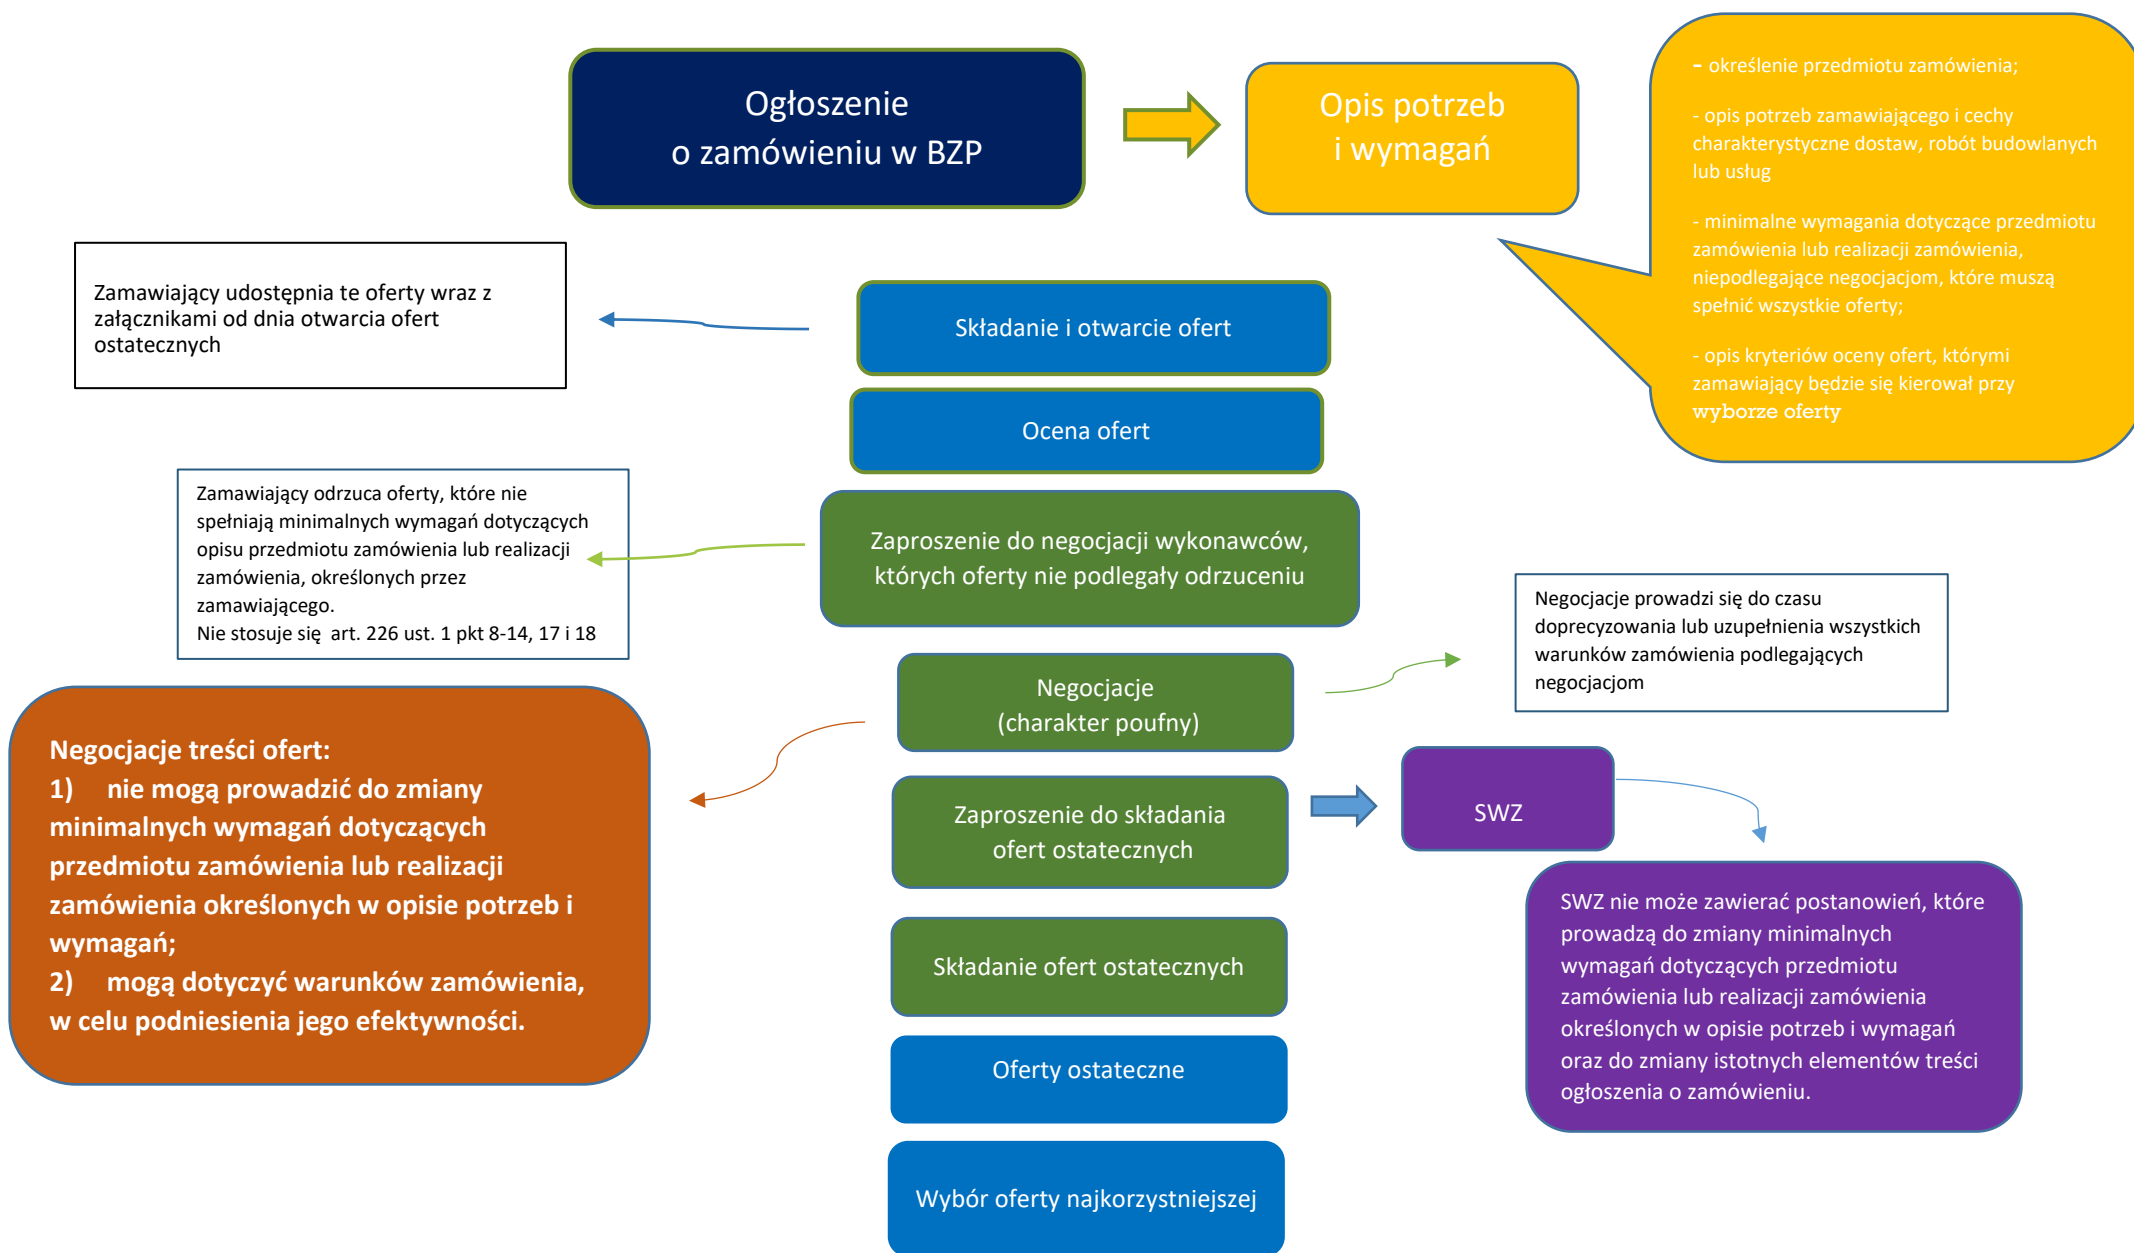 Ogłoszenie
o zamówieniu w BZP
Opis potrzeb
i wymagań
- określenie przedmiotu zamówienia;
- opis potrzeb zamawiającego i cechy
charakterystyczne dostaw, robót budowlanych
lub usług
- minimalne wymagania dotyczące przedmiotu
zamówienia lub realizacji zamówienia,
niepodlegające negocjacjom, które muszą
spełnić wszystkie oferty;
- opis kryteriów oceny ofert, którymi
zamawiający będzie się kierował przy
wyborze oferty
Zamawiający udostępnia te oferty wraz z
załącznikami od dnia otwarcia ofert
ostatecznych
Składanie i otwarcie ofert
Ocena ofert
Zamawiający odrzuca oferty, które nie
spełniają minimalnych wymagań dotyczących
opisu przedmiotu zamówienia lub realizacji
zamówienia, określonych przez
zamawiającego.
Nie stosuje się art. 226 ust. 1 pkt 8-14, 17 i 18
Zaproszenie do negocjacji wykonawców,
których oferty nie podlegały odrzuceniu
Negocjacje prowadzi się do czasu
doprecyzowania lub uzupełnienia wszystkich
warunków zamówienia podlegających
negocjacjom
Negocjacje
(charakter poufny)
Negocjacje treści ofert:
1) nie mogą prowadzić do zmiany
minimalnych wymagań dotyczących
przedmiotu zamówienia lub realizacji
zamówienia określonych w opisie potrzeb i
wymagań;
2) mogą dotyczyć warunków zamówienia,
w celu podniesienia jego efektywności.
Zaproszenie do składania
ofert ostatecznych
SWZ
SWZ nie może zawierać postanowień, które
prowadzą do zmiany minimalnych
wymagań dotyczących przedmiotu
zamówienia lub realizacji zamówienia
określonych w opisie potrzeb i wymagań
oraz do zmiany istotnych elementów treści
ogłoszenia o zamówieniu.
Składanie ofert ostatecznych
Oferty ostateczne
Wybór oferty najkorzystniejszej